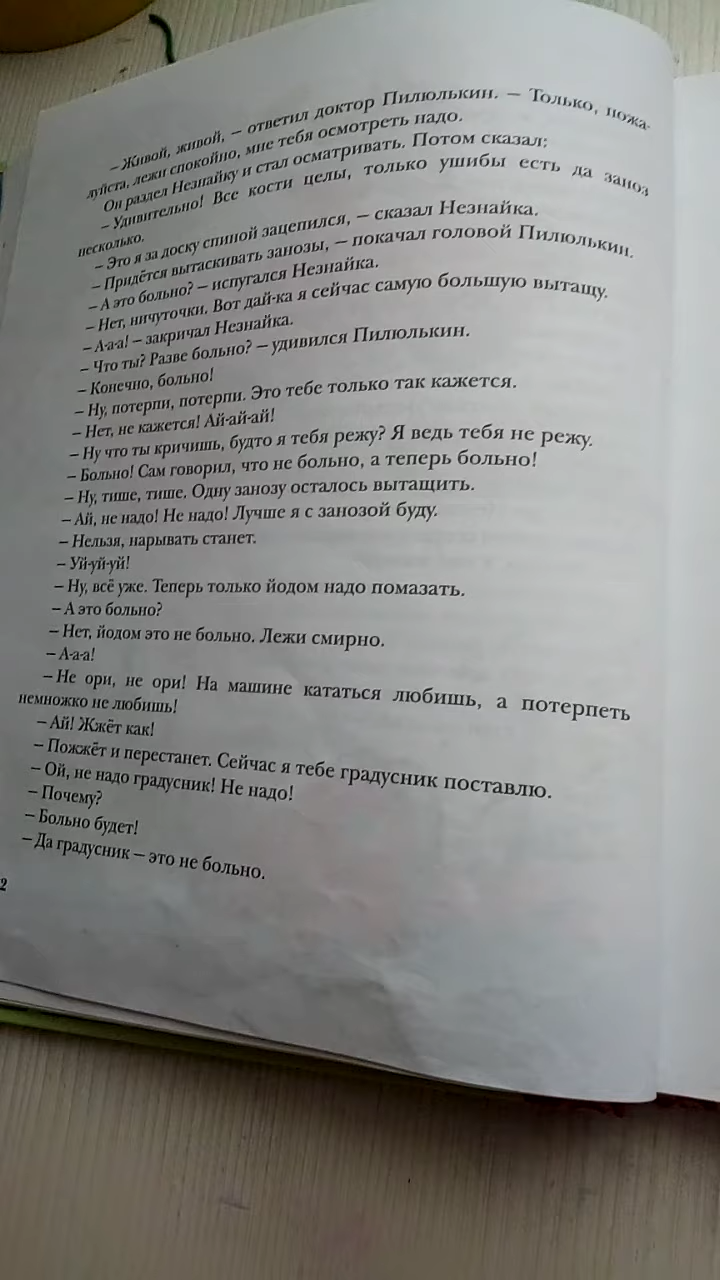 – Живой, живой, – ответил доктор Пилюлькин. – Только, пожа-
луйста, лежи спокойно, мне тебя осмотреть надо.
Он раздел Незнайку и стал осматривать. Потом сказал:
– Удивительно! Все кости целы, только ушибы есть да заноз
несколько.
– Это я за доску спиной зацепился, – сказал Незнайка.
– Придётся вытаскивать занозы, – покачал головой Пилюлькин.
– А это больно? – испугался Незнайка.
– Нет, ничуточки. Вот дай-ка я сейчас самую большую вытащу.
– А-а-а! – закричал Незнайка.
– Что ты? Разве больно? – удивился Пилюлькин.
– Конечно, больно!
– Ну, потерпи, потерпи. Это тебе только так кажется.
– Нет, не кажется! Ай-ай-ай!
– Ну что ты кричишь, будто я тебя режу? Я ведь тебя не режу.
– Больно! Сам говорил, что не больно, а теперь больно!
– Ну, тише, тише. Одну занозу осталось вытащить.
– Ай, не надо! Не надо! Лучше я с занозой буду.
– Нельзя, нарывать станет.
– Уй-уй-уй!
– Ну, всё уже. Теперь только йодом надо помазать.
– А это больно?
– Нет, йодом это не больно. Лежи смирно.
– А-а-а!
– Не ори, не ори! На машине кататься любишь, а потерпеть
немножко не любишь!
– Ай! Жжёт как!
– Пожжёт и перестанет. Сейчас я тебе градусник поставлю.
– Ой, не надо градусник! Не надо!
– Почему?
– Больно будет!
– Да градусник – это не больно.
2